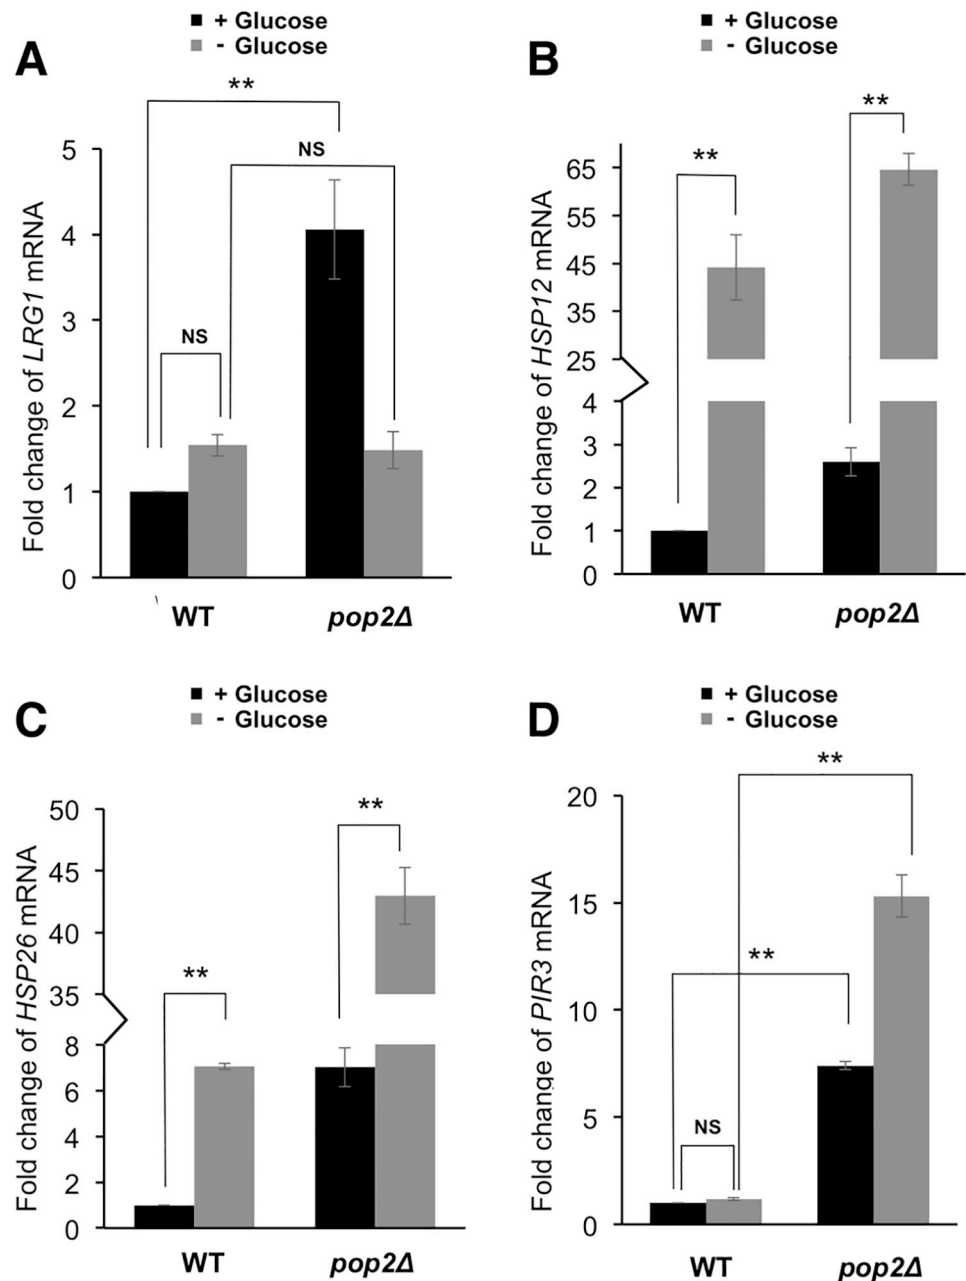 A
+ Glucose
- Glucose
**
NS
NS
Fold change of LRG1 mRNA
5
4
3
2
1
0
WT
pop2Δ
B
+ Glucose
- Glucose
**
**
Fold change of HSP12 mRNA
65
55
45
35
25
4
3
2
1
0
WT
pop2Δ
C
+ Glucose
- Glucose
**
**
Fold change of HSP26 mRNA
50
45
40
35
8
6
4
2
0
WT
pop2Δ
D
+ Glucose
- Glucose
**
**
NS
Fold change of PIR3 mRNA
20
15
10
5
0
WT
pop2Δ